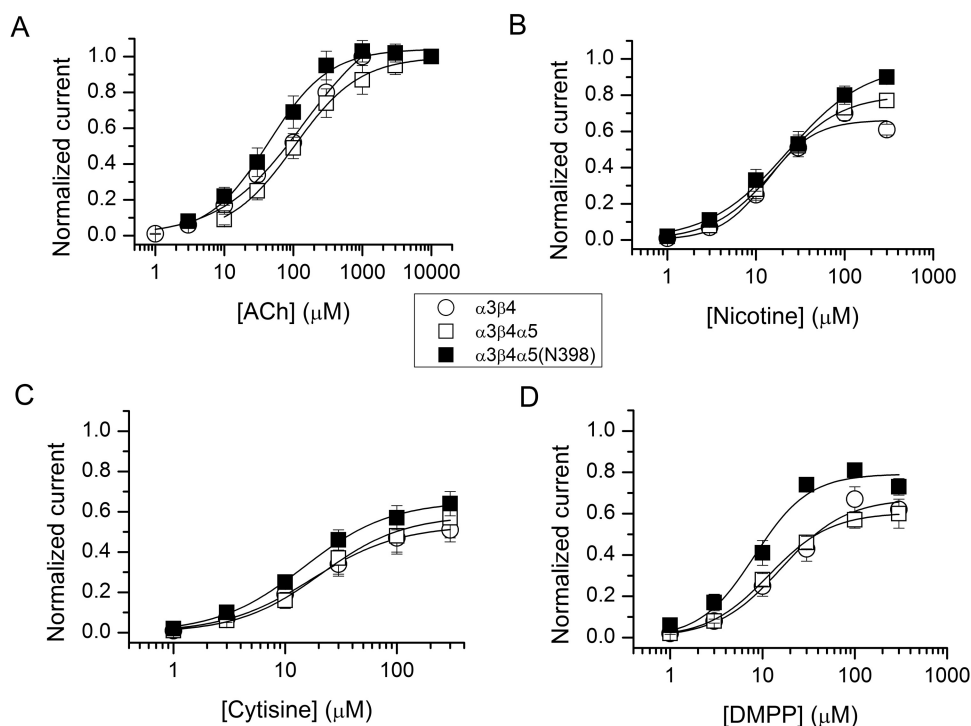 A
Normalized current
1.0
0.8
0.6
0.4
0.2
0.0
1 10 100 1000 10000
[ACh] (μM)
B
Normalized current
1.0
0.8
0.6
0.4
0.2
0.0
1 10 100 1000
[Nicotine] (μM)
α3β4
α3β4α5
α3β4α5(N398)
C
Normalized current
1.0
0.8
0.6
0.4
0.2
0.0
1 10 100
[Cytisine] (μM)
D
Normalized current
1.0
0.8
0.6
0.4
0.2
0.0
1 10 100 1000
[DMPP] (μM)